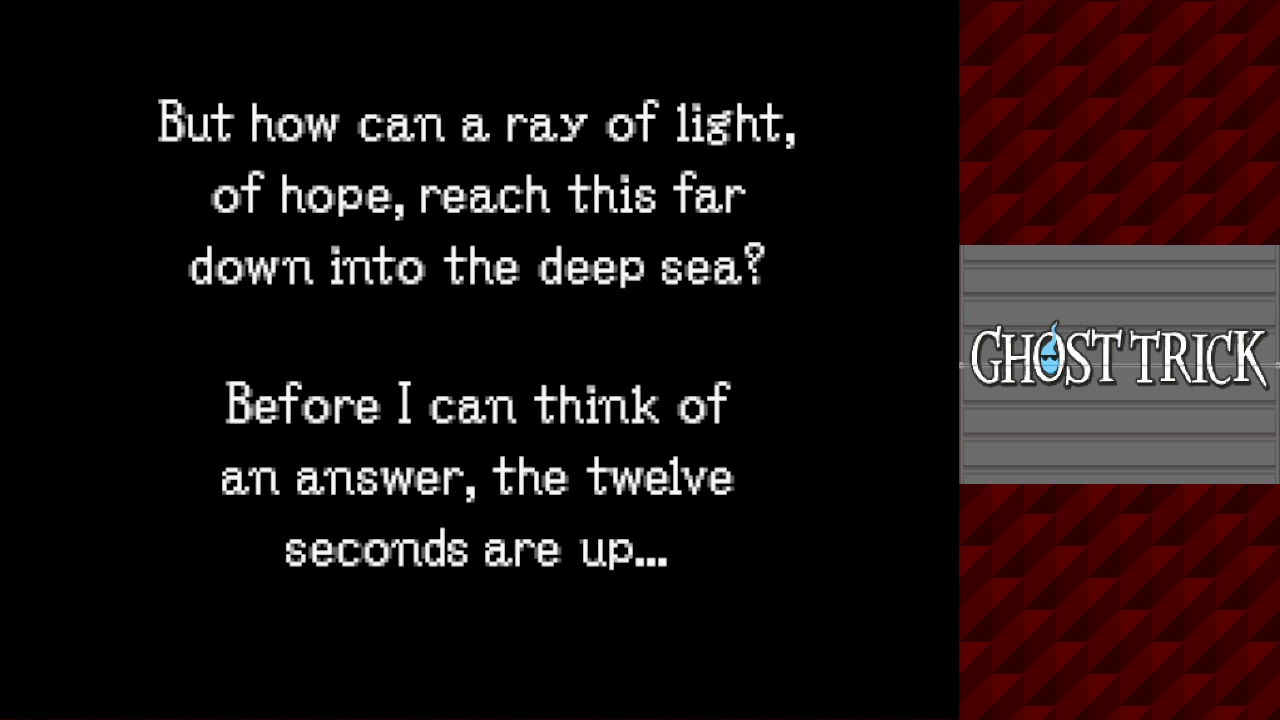 But how can a ray of light,
of hope, reach this far
down into the deep sea?
Before I can think of
an answer, the twelve
seconds are up...
GHOST TRICK